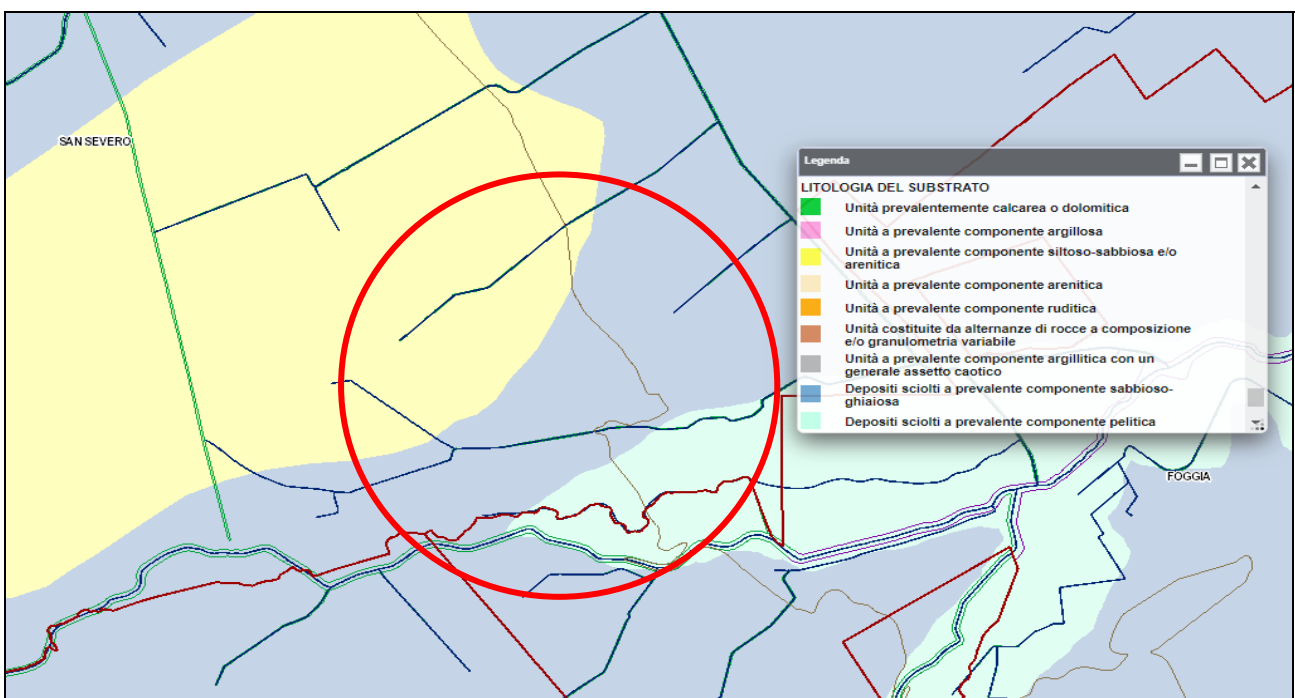 SAN SEVERO
Legenda
LITOLOGIA DEL SUBSTRATO
Unità prevalentemente calcarea o dolomitica
Unità a prevalente componente argillosa
Unità a prevalente componente siltoso-sabbiosa e/o
arenitica
Unità a prevalente componente arenitica
Unità a prevalente componente ruditica
Unità costituite da alternanze di rocce a composizione
e/o granulometria variabile
Unità a prevalente componente argillitica con un
generale assetto caotico
Depositi sciolti a prevalente componente sabbioso-
ghiaiosa
Depositi sciolti a prevalente componente pelitica
FOGGIA